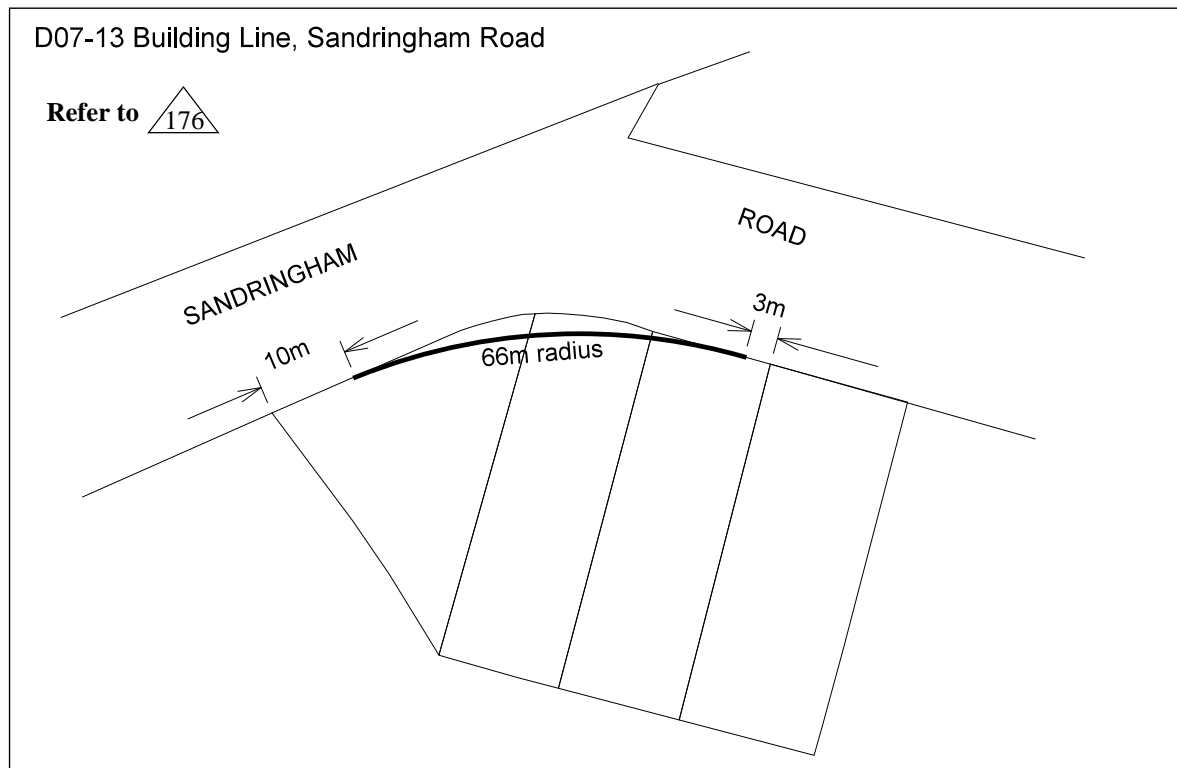 D07-13 Building Line, Sandringham Road
Refer to 176
ROAD
SANDRINGHAM
3m
10m
66m radius